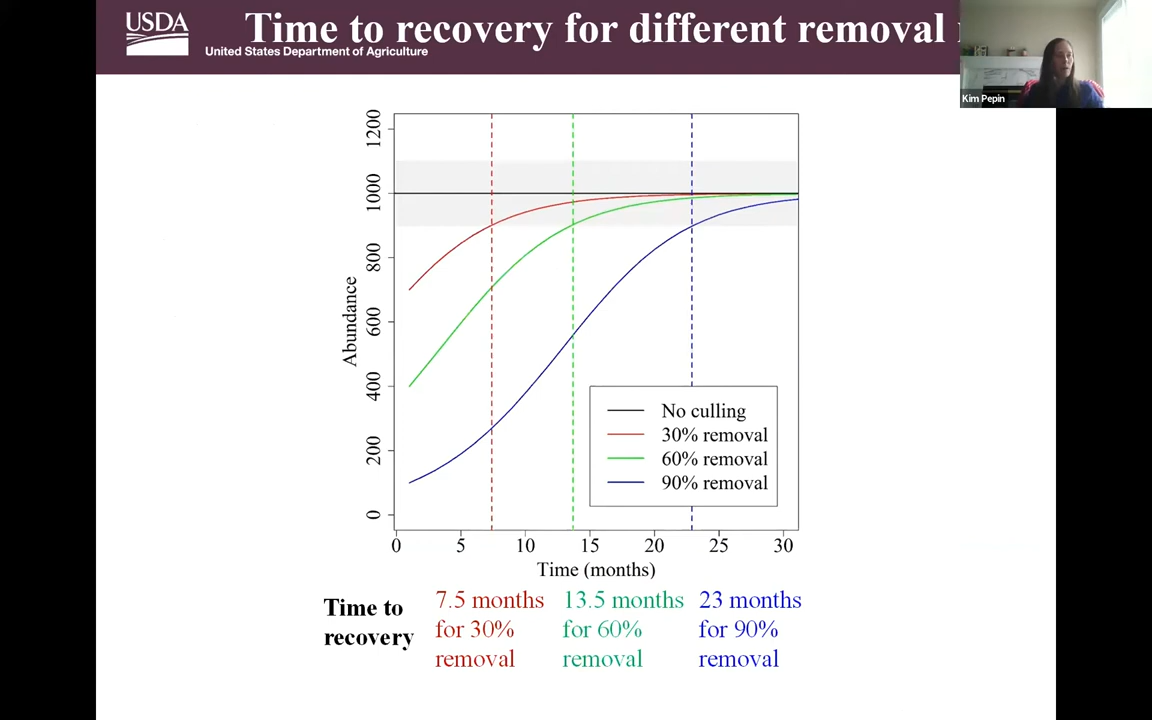 USDA
United States Department of Agriculture
Time to recovery for different removal
Kim Pepin
1200
1000
800
600
400
200
0
Abundance
No culling
30% removal
60% removal
90% removal
0 5 10 15 20 25 30
Time (months)
Time to
recovery
7.5 months
for 30%
removal
13.5 months
for 60%
removal
23 months
for 90%
removal